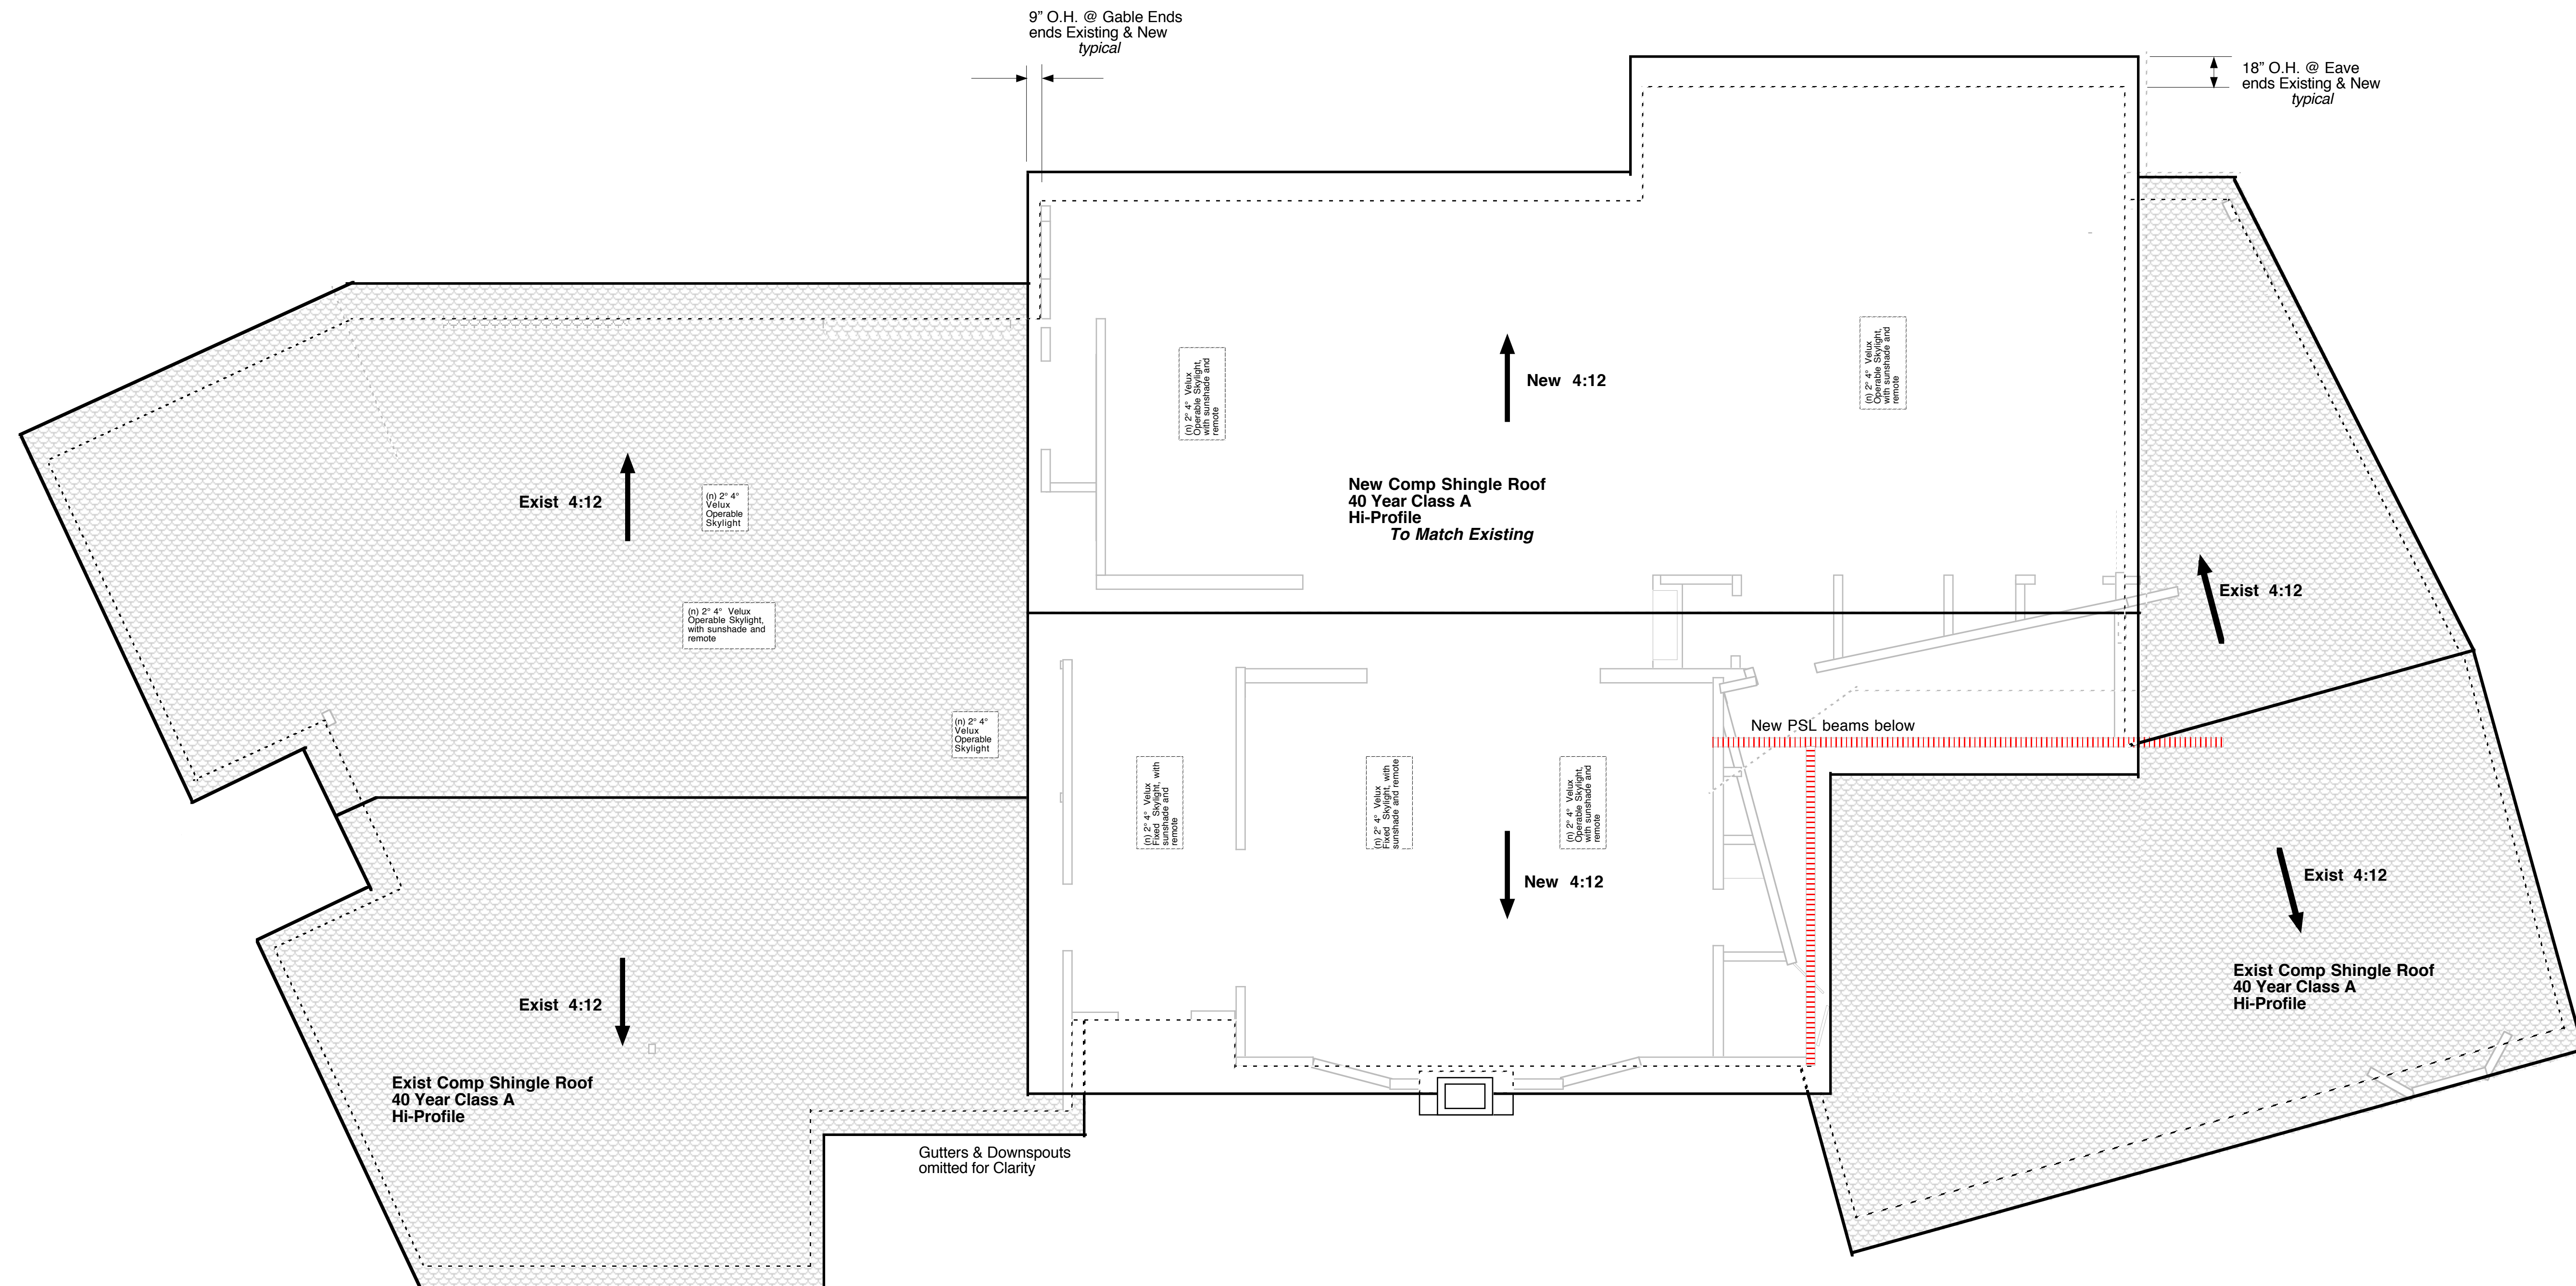 9” O.H. @ Gable Ends
ends Existing & New
typical
18” O.H. @ Eave
ends Existing & New
typical
(n) 2° 4° Velux
Operable Skylight,
with sunshade and
remote
New 4:12
(n) 2° 4° Velux
Operable Skylight,
with sunshade and
remote
Exist 4:12
(n) 2° 4°
Velux
Operable
Skylight
New Comp Shingle Roof
40 Year Class A
Hi-Profile
To Match Existing
(n) 2° 4° Velux
Operable Skylight,
with sunshade and
remote
Exist 4:12
(n) 2° 4°
Velux
Operable
Skylight
New PSL beams below
(n) 2° 4° Velux
Fixed Skylight, with
sunshade and
remote
(n) 2° 4° Velux
Fixed Skylight, with
sunshade and remote
(n) 2° 4° Velux
Operable Skylight,
with sunshade and
remote
New 4:12
Exist 4:12
Exist 4:12
Exist Comp Shingle Roof
40 Year Class A
Hi-Profile
Exist Comp Shingle Roof
40 Year Class A
Hi-Profile
Gutters & Downspouts
omitted for Clarity